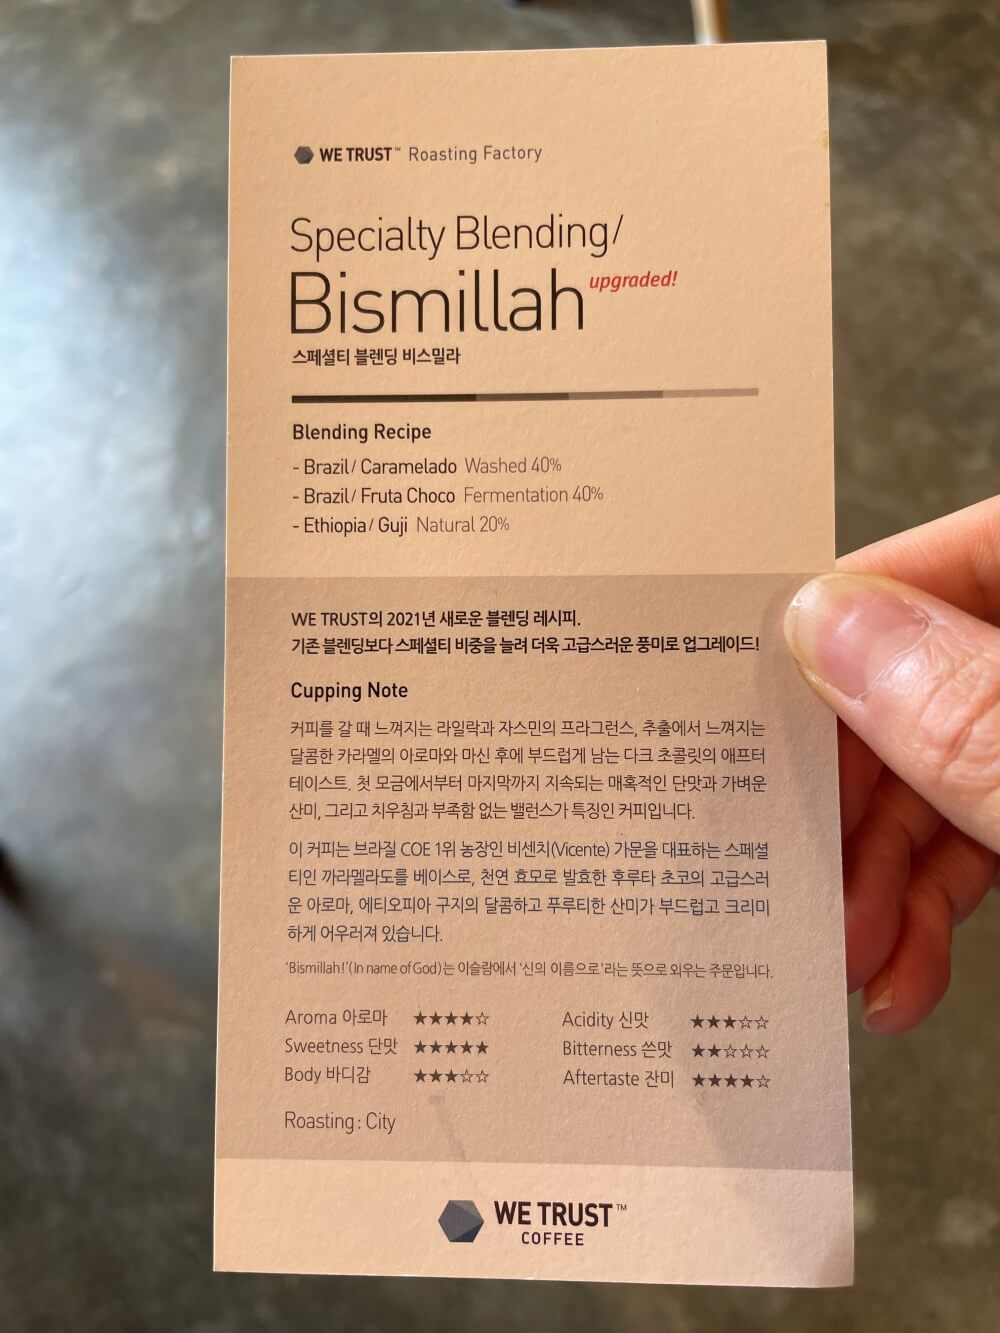 WE TRUST™ Roasting Factory
Specialty Blending/
Bismillah upgraded!
스페셜티 블렌딩 비스밀라
Blending Recipe
- Brazil/ Caramelado Washed 40%
- Brazil/ Fruta Choco Fermentation 40%
- Ethiopia/ Guji Natural 20%
WE TRUST의 2021년 새로운 블렌딩 레시피.
기존 블렌딩보다 스페셜티 비중을 늘려 더욱 고급스러운 풍미로 업그레이드!
Cupping Note
커피를 갈 때 느껴지는 라일락과 자스민의 프라그런스, 추출에서 느껴지는
달콤한 카라멜의 아로마와 마신 후에 부드럽게 남는 다크 초콜릿의 애프터
테이스트. 첫 모금에서부터 마지막까지 지속되는 매혹적인 단맛과 가벼운
산미, 그리고 치우침과 부족함 없는 밸런스가 특징인 커피입니다.
이 커피는 브라질 COE 1위 농장인 비센치(Vicente) 가문을 대표하는 스페셜
티인 까라멜라도를 베이스로, 천연 효모로 발효한 후루타 초코의 고급스러
운 아로마, 에티오피아 구지의 달콤하고 푸루티한 산미가 부드럽고 크리미
하게 어우러져 있습니다.
'Bismillah!'(In name of God)는 이슬람에서 '신의 이름으로'라는 뜻으로 외우는 주문입니다.
Aroma 아로마 ★★★★☆ Acidity 신맛 ★★★☆☆
Sweetness 단맛 ★★★★★ Bitterness 쓴맛 ★★☆☆☆
Body 바디감 ★★★☆☆ Aftertaste 잔미 ★★★★☆
Roasting : City
WE TRUST™
COFFEE